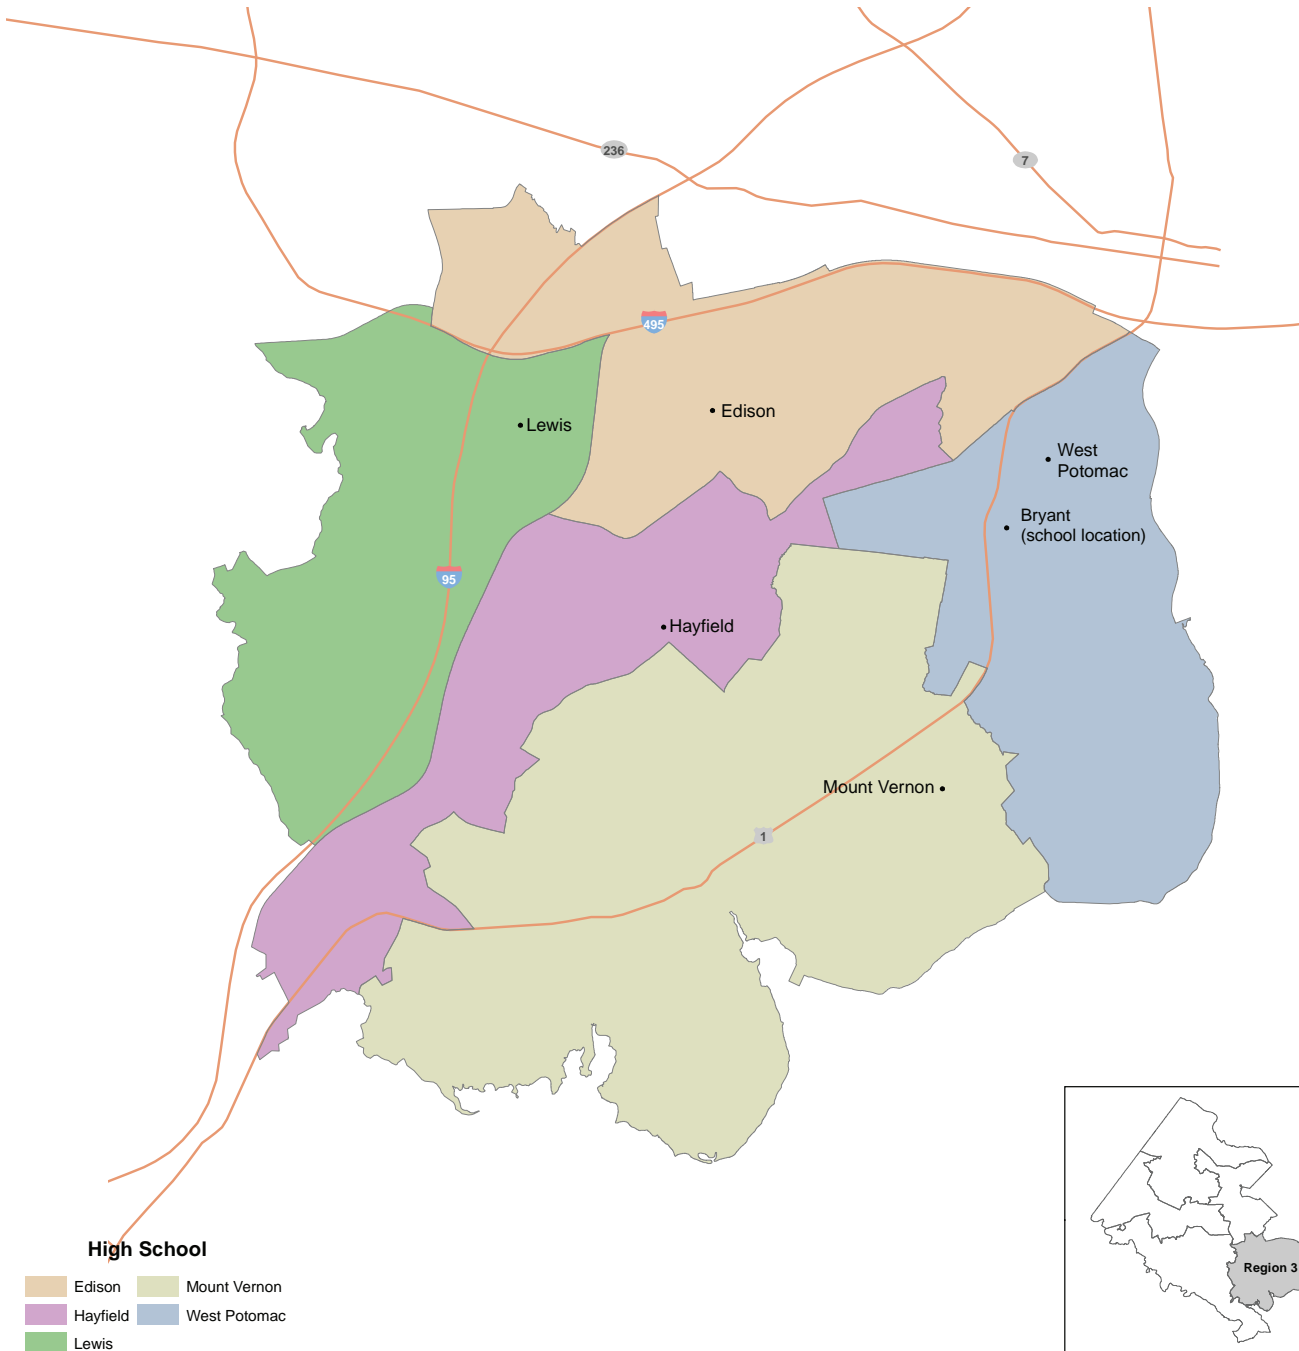 236
7
495
Edison
Lewis
West
Potomac
Bryant
(school location)
95
Hayfield
Mount Vernon
1
High School
Edison
Mount Vernon
Hayfield
West Potomac
Lewis
Region 3